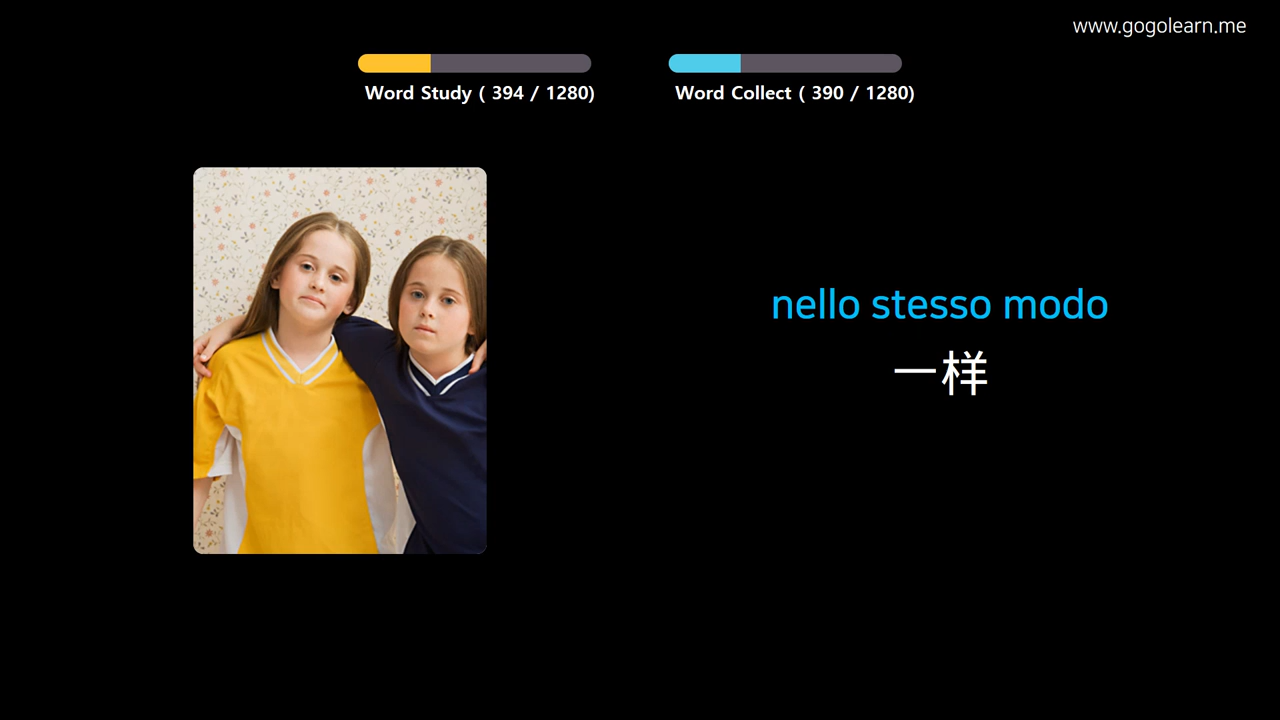 www.gogolearn.me
Word Study ( 394 / 1280)
Word Collect ( 390 / 1280)
nello stesso modo
一样